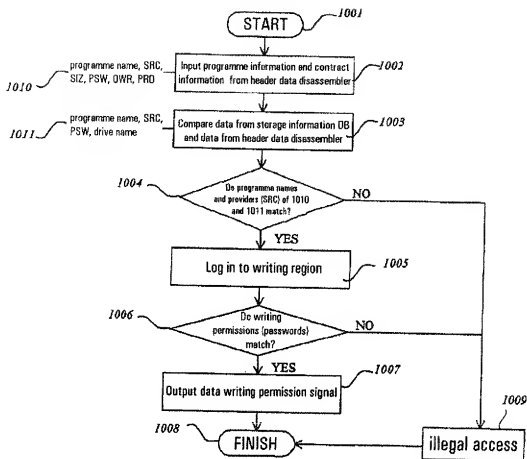 START
1001
programme name, SRC,
SIZ, PSW, OWR, PRD
1010
Input programme information and contract
information from header data disassembler
1002
programme name, SRC,
PSW, drive name
1011
Compare data from storage information DB
and data from header data disassembler
1003
1004
Do programme names
and providers (SRC) of 1010
and 1011 match?
NO
YES
Log in to writing region
1005
1006
Do writing
permissions (passwords)
match?
NO
YES
Output data writing permission signal
1007
1008
FINISH
1009
illegal access